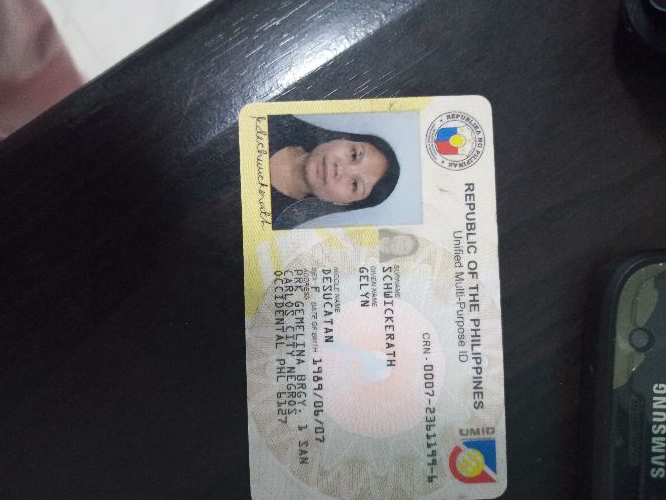 REPUBLIKA NG PILIPINAS
REPUBLIC OF THE PHILIPPINES
Unified Multi-Purpose ID
UMID
CRN - 0007-2361199-6
SURNAME
SCHWICKERATH
GIVEN NAME
GELYN
MIDDLE NAME
DESUCATAN
SEX F DATE OF BIRTH 1989/06/07
ADDRESS
PRK GEMELINA BRGY. 1 SAN
CARLOS CITY NEGROS
OCCIDENTAL PHL 6127
SAMSUNG